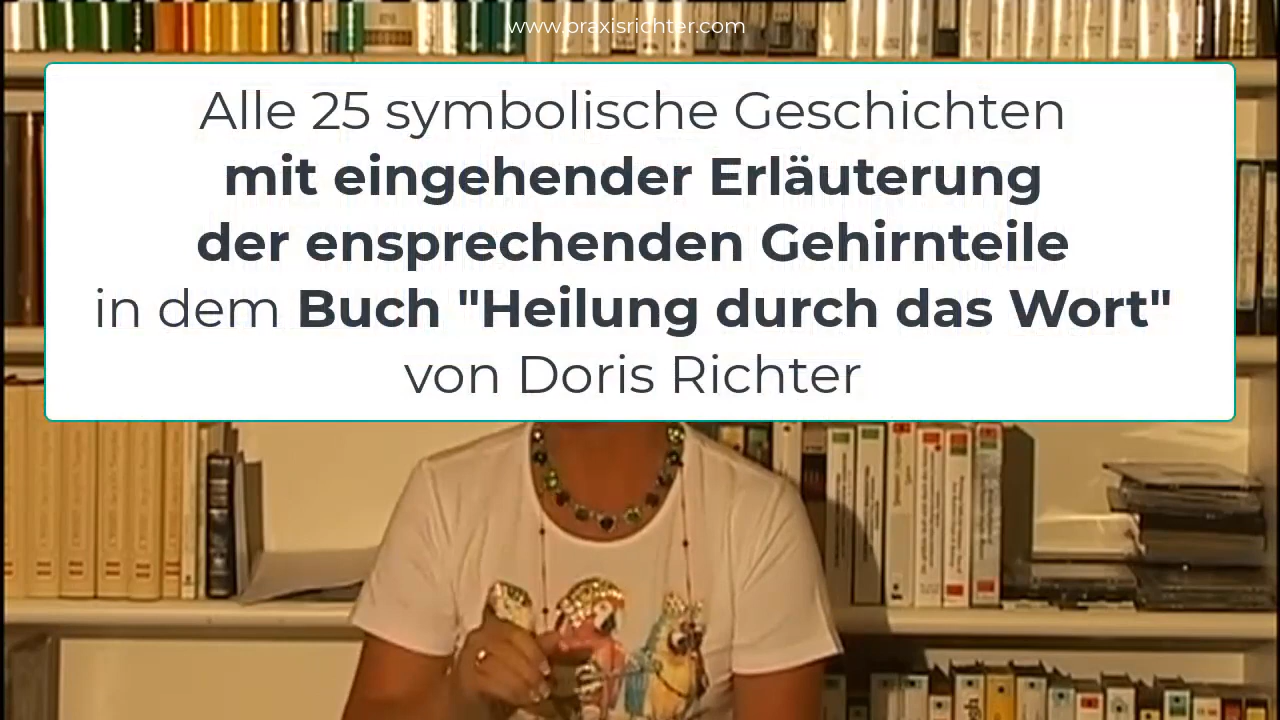 www.praxisrichter.com
Alle 25 symbolische Geschichten
mit eingehender Erläuterung
der ensprechenden Gehirnteile
in dem Buch "Heilung durch das Wort"
von Doris Richter